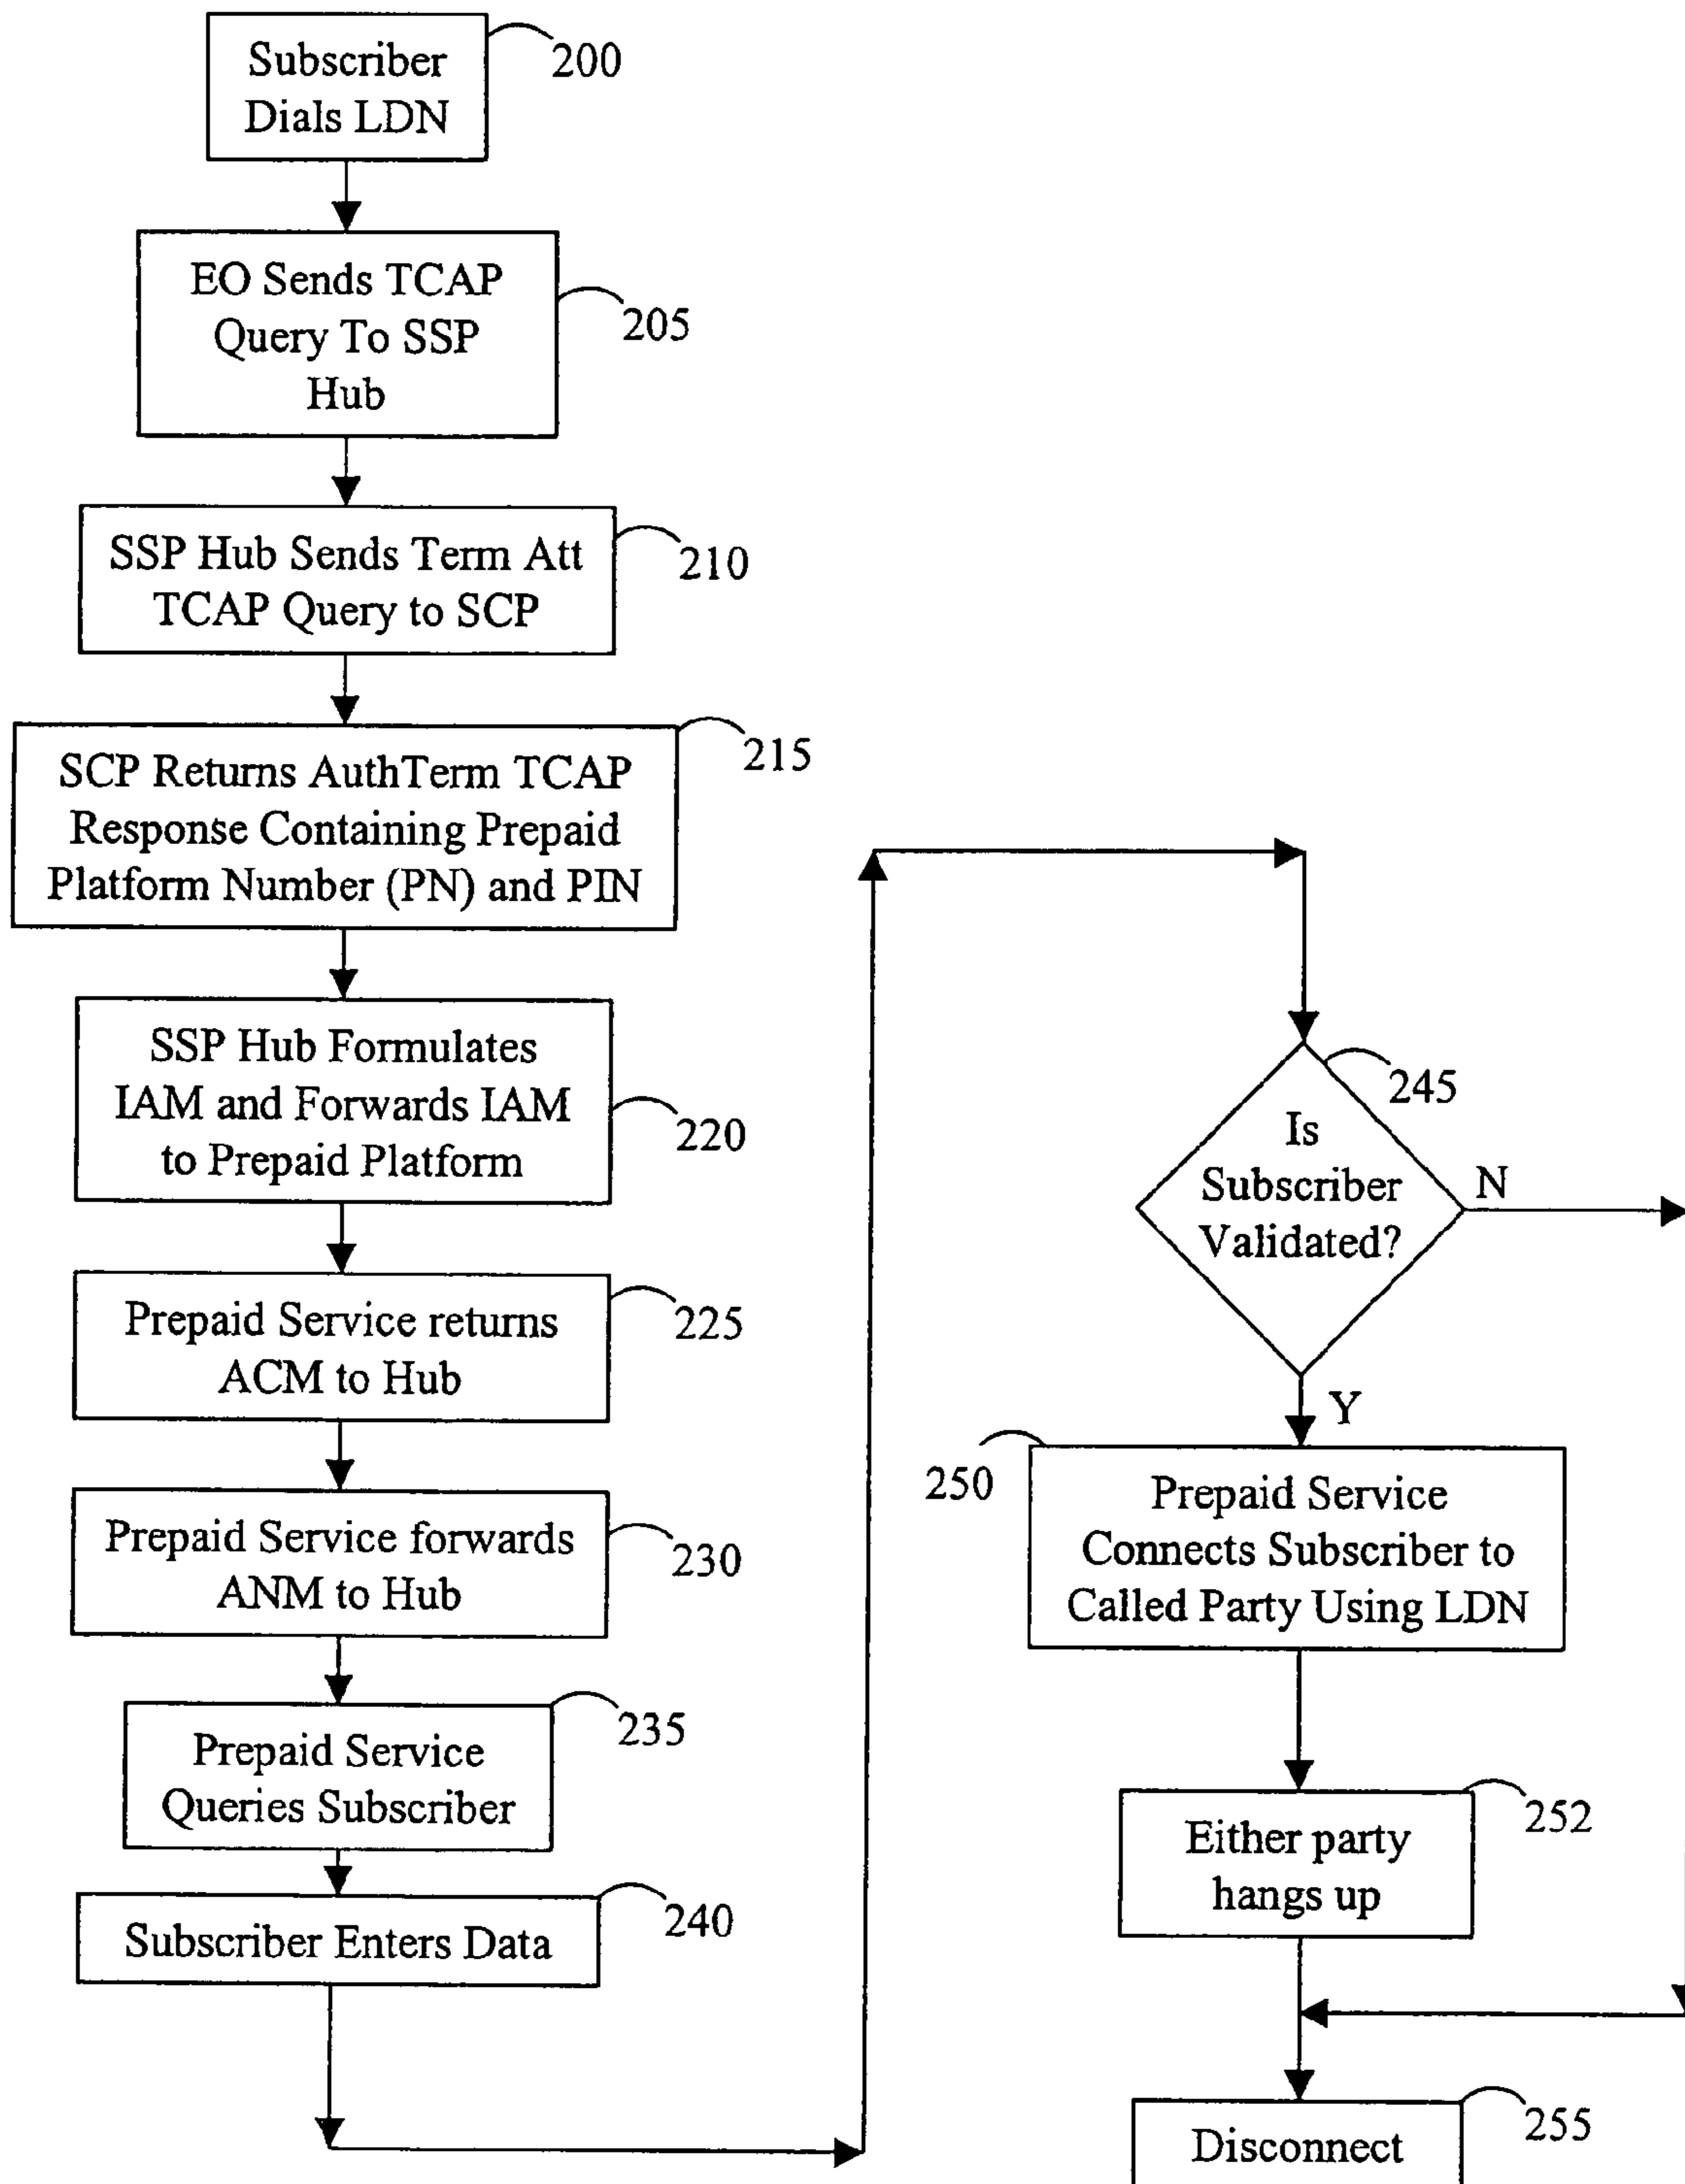 Subscriber
Dials LDN
200
EO Sends TCAP
Query To SSP
Hub
205
SSP Hub Sends Term Att
TCAP Query to SCP
210
SCP Returns AuthTerm TCAP
Response Containing Prepaid
Platform Number (PN) and PIN
215
SSP Hub Formulates
IAM and Forwards IAM
to Prepaid Platform
220
Prepaid Service returns
ACM to Hub
225
Prepaid Service forwards
ANM to Hub
230
Prepaid Service
Queries Subscriber
235
Subscriber Enters Data
240
Is
Subscriber
Validated?
245
N
Y
250
Prepaid Service
Connects Subscriber to
Called Party Using LDN
Either party
hangs up
252
Disconnect
255